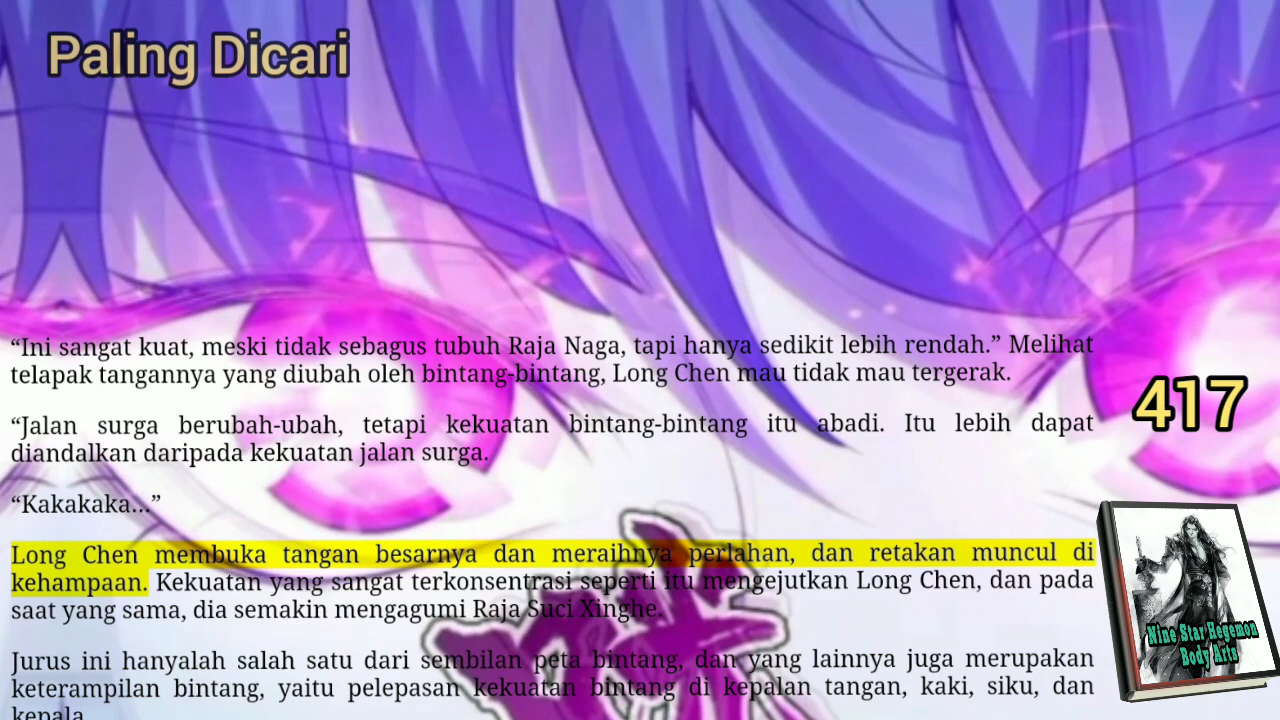 Paling Dicari
“Ini sangat kuat, meski tidak sebagus tubuh Raja Naga, tapi hanya sedikit lebih rendah.” Melihat
telapak tangannya yang diubah oleh bintang-bintang, Long Chen mau tidak mau tergerak.
“Jalan surga berubah-ubah, tetapi kekuatan bintang-bintang itu abadi. Itu lebih dapat
diandalkan daripada kekuatan jalan surga.
“Kakakaka...”
Long Chen membuka tangan besarnya dan meraihnya perlahan, dan retakan muncul di
kehampaan. Kekuatan yang sangat terkonsentrasi seperti itu mengejutkan Long Chen, dan pada
saat yang sama, dia semakin mengagumi Raja Suci Xinghe.
Jurus ini hanyalah salah satu dari sembilan peta bintang, dan yang lainnya juga merupakan
keterampilan bintang, yaitu pelepasan kekuatan bintang di kepalan tangan, kaki, siku, dan
kepala
417
Nine Star Hegemon
Body Arts